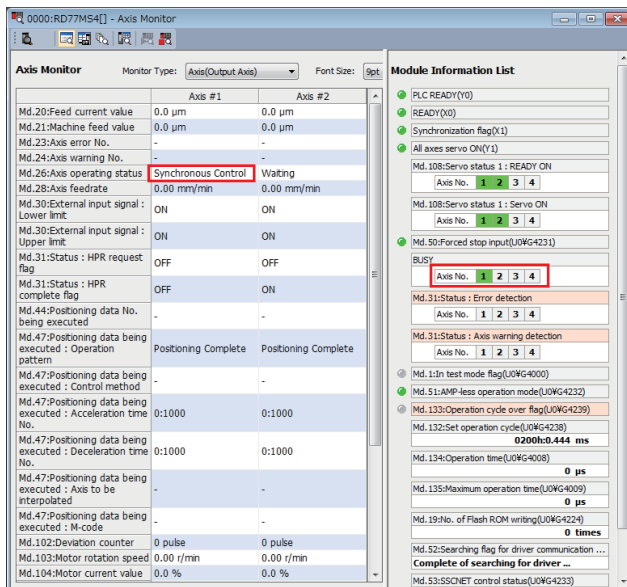 0000:RD77MS4[] - Axis Monitor
Axis Monitor
Monitor Type: Axis(Output Axis)
Font Size: 9pt
Axis #1 Axis #2
Md.20:Feed current value 0.0 μm 0.0 μm
Md.21:Machine feed value 0.0 μm 0.0 μm
Md.23:Axis error No. - -
Md.24:Axis warning No. - -
Md.26:Axis operating status Synchronous Control Waiting
Md.28:Axis feedrate 0.00 mm/min 0.00 mm/min
Md.30:External input signal :
Lower limit ON ON
Md.30:External input signal :
Upper limit ON ON
Md.31:Status : HPR request
flag OFF OFF
Md.31:Status : HPR
complete flag OFF ON
Md.44:Positioning data No.
being executed - -
Md.47:Positioning data being
executed : Operation
pattern Positioning Complete Positioning Complete
Md.47:Positioning data being
executed : Control method - -
Md.47:Positioning data being
executed : Acceleration time
No. 0:1000 0:1000
Md.47:Positioning data being
executed : Deceleration time
No. 0:1000 0:1000
Md.47:Positioning data being
executed : Axis to be
interpolated - -
Md.47:Positioning data being
executed : M-code - -
Md.102:Deviation counter 0 pulse 0 pulse
Md.103:Motor rotation speed 0.00 r/min 0.00 r/min
Md.104:Motor current value 0.0 % 0.0 %
Module Information List
PLC READY(Y0)
READY(X0)
Synchronization flag(X1)
All axes servo ON(Y1)
Md.108:Servo status 1 : READY ON
Axis No. 1 2 3 4
Md.108:Servo status 1 : Servo ON
Axis No. 1 2 3 4
Md.50:Forced stop input(U0¥G4231)
BUSY
Axis No. 1 2 3 4
Md.31:Status : Error detection
Axis No. 1 2 3 4
Md.31:Status : Axis warning detection
Axis No. 1 2 3 4
Md.1:In test mode flag(U0¥G4000)
Md.51:AMP-less operation mode(U0¥G4232)
Md.133:Operation cycle over flag(U0¥G4239)
Md.132:Set operation cycle(U0¥G4238)
0200h:0.444 ms
Md.134:Operation time(U0¥G4008)
0 μs
Md.135:Maximum operation time(U0¥G4009)
0 μs
Md.19:No. of Flash ROM writing(U0¥G4224)
0 times
Md.52:Searching flag for driver communication ...
Complete of searching for driver ...
Md.53:SSCNET control status(U0¥G4233)